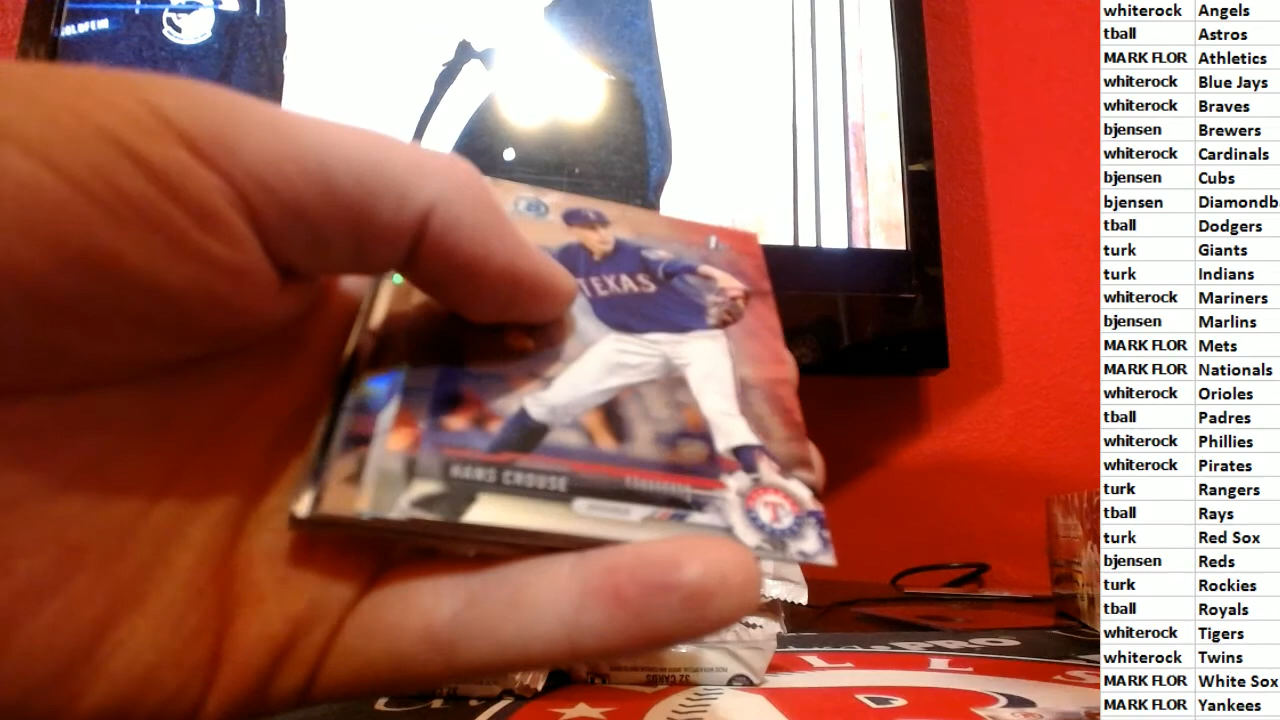 TEXAS
HANS CROUSE
32 CARDS
PRO
whiterock Angels
tball Astros
MARK FLOR Athletics
whiterock Blue Jays
whiterock Braves
bjensen Brewers
whiterock Cardinals
bjensen Cubs
bjensen Diamondb
tball Dodgers
turk Giants
turk Indians
whiterock Mariners
bjensen Marlins
MARK FLOR Mets
MARK FLOR Nationals
whiterock Orioles
tball Padres
whiterock Phillies
whiterock Pirates
turk Rangers
tball Rays
turk Red Sox
bjensen Reds
turk Rockies
tball Royals
whiterock Tigers
whiterock Twins
MARK FLOR White Sox
MARK FLOR Yankees